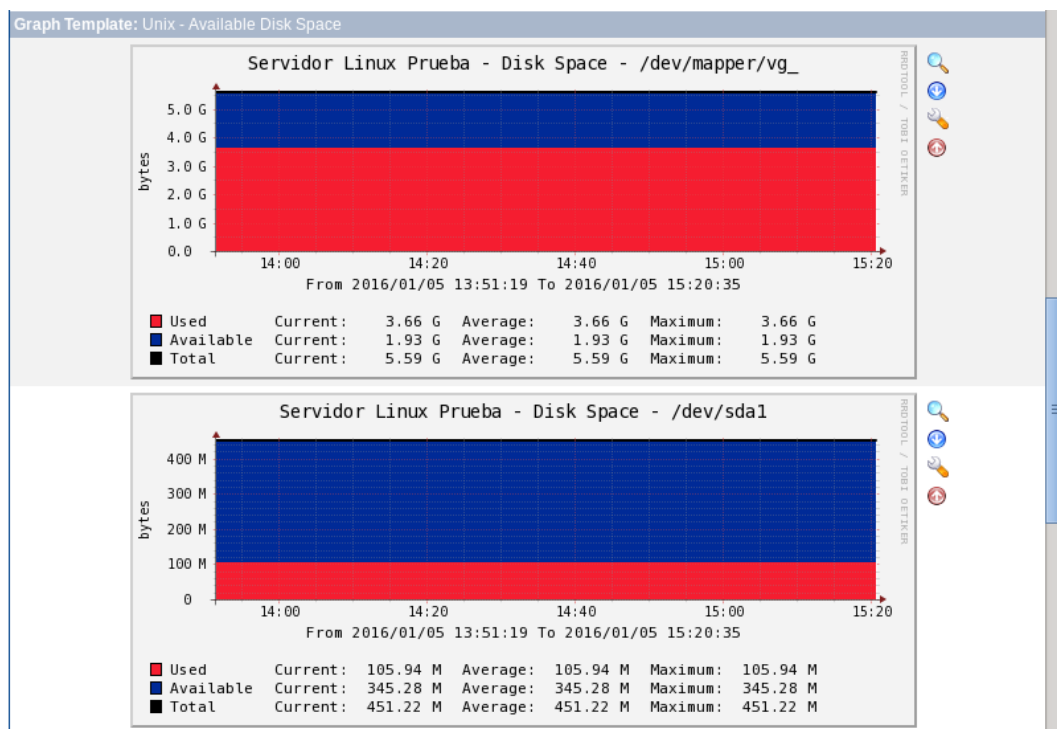 Graph Template: Unix - Available Disk Space
Servidor Linux Prueba - Disk Space - /dev/mapper/vg_
RRDTOOL / TOBI OETIKER
bytes
5.0 G
4.0 G
3.0 G
2.0 G
1.0 G
0.0
14:00 14:20 14:40 15:00 15:20
From 2016/01/05 13:51:19 To 2016/01/05 15:20:35
Used Current: 3.66 G Average: 3.66 G Maximum: 3.66 G
Available Current: 1.93 G Average: 1.93 G Maximum: 1.93 G
Total Current: 5.59 G Average: 5.59 G Maximum: 5.59 G
Servidor Linux Prueba - Disk Space - /dev/sda1
RRDTOOL / TOBI OETIKER
bytes
400 M
300 M
200 M
100 M
0
14:00 14:20 14:40 15:00 15:20
From 2016/01/05 13:51:19 To 2016/01/05 15:20:35
Used Current: 105.94 M Average: 105.94 M Maximum: 105.94 M
Available Current: 345.28 M Average: 345.28 M Maximum: 345.28 M
Total Current: 451.22 M Average: 451.22 M Maximum: 451.22 M